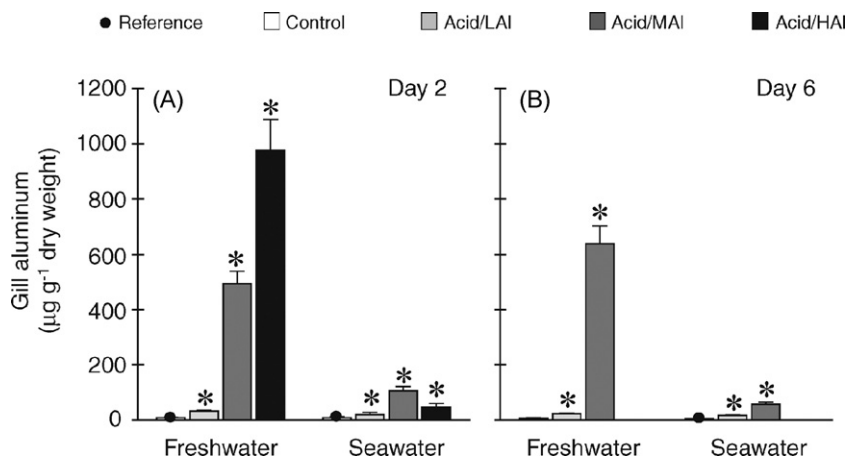 Reference Control Acid/LAl Acid/MAl Acid/HAl
(A) Day 2
(B) Day 6
Gill aluminum
(µg g-1 dry weight)
1200
1000
800
600
400
200
0
* * * * * *
* * * *
Freshwater Seawater Freshwater Seawater